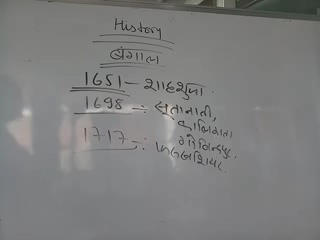 History
બંગાળ
1651 - શાહશુજા
1698 -: સુતાનાતી,
કાલિકાતા
ગોવિન્દપુર.
1717 -: